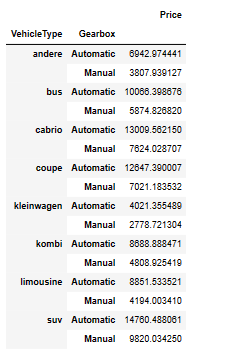 Price
VehicleType Gearbox
andere Automatic 6942.974441
Manual 3807.939127
bus Automatic 10066.398676
Manual 5874.826820
cabrio Automatic 13009.562150
Manual 7624.028707
coupe Automatic 12647.390007
Manual 7021.183532
kleinwagen Automatic 4021.355489
Manual 2778.721304
kombi Automatic 8688.888471
Manual 4808.925419
limousine Automatic 8851.533521
Manual 4194.003410
suv Automatic 14760.488061
Manual 9820.034250